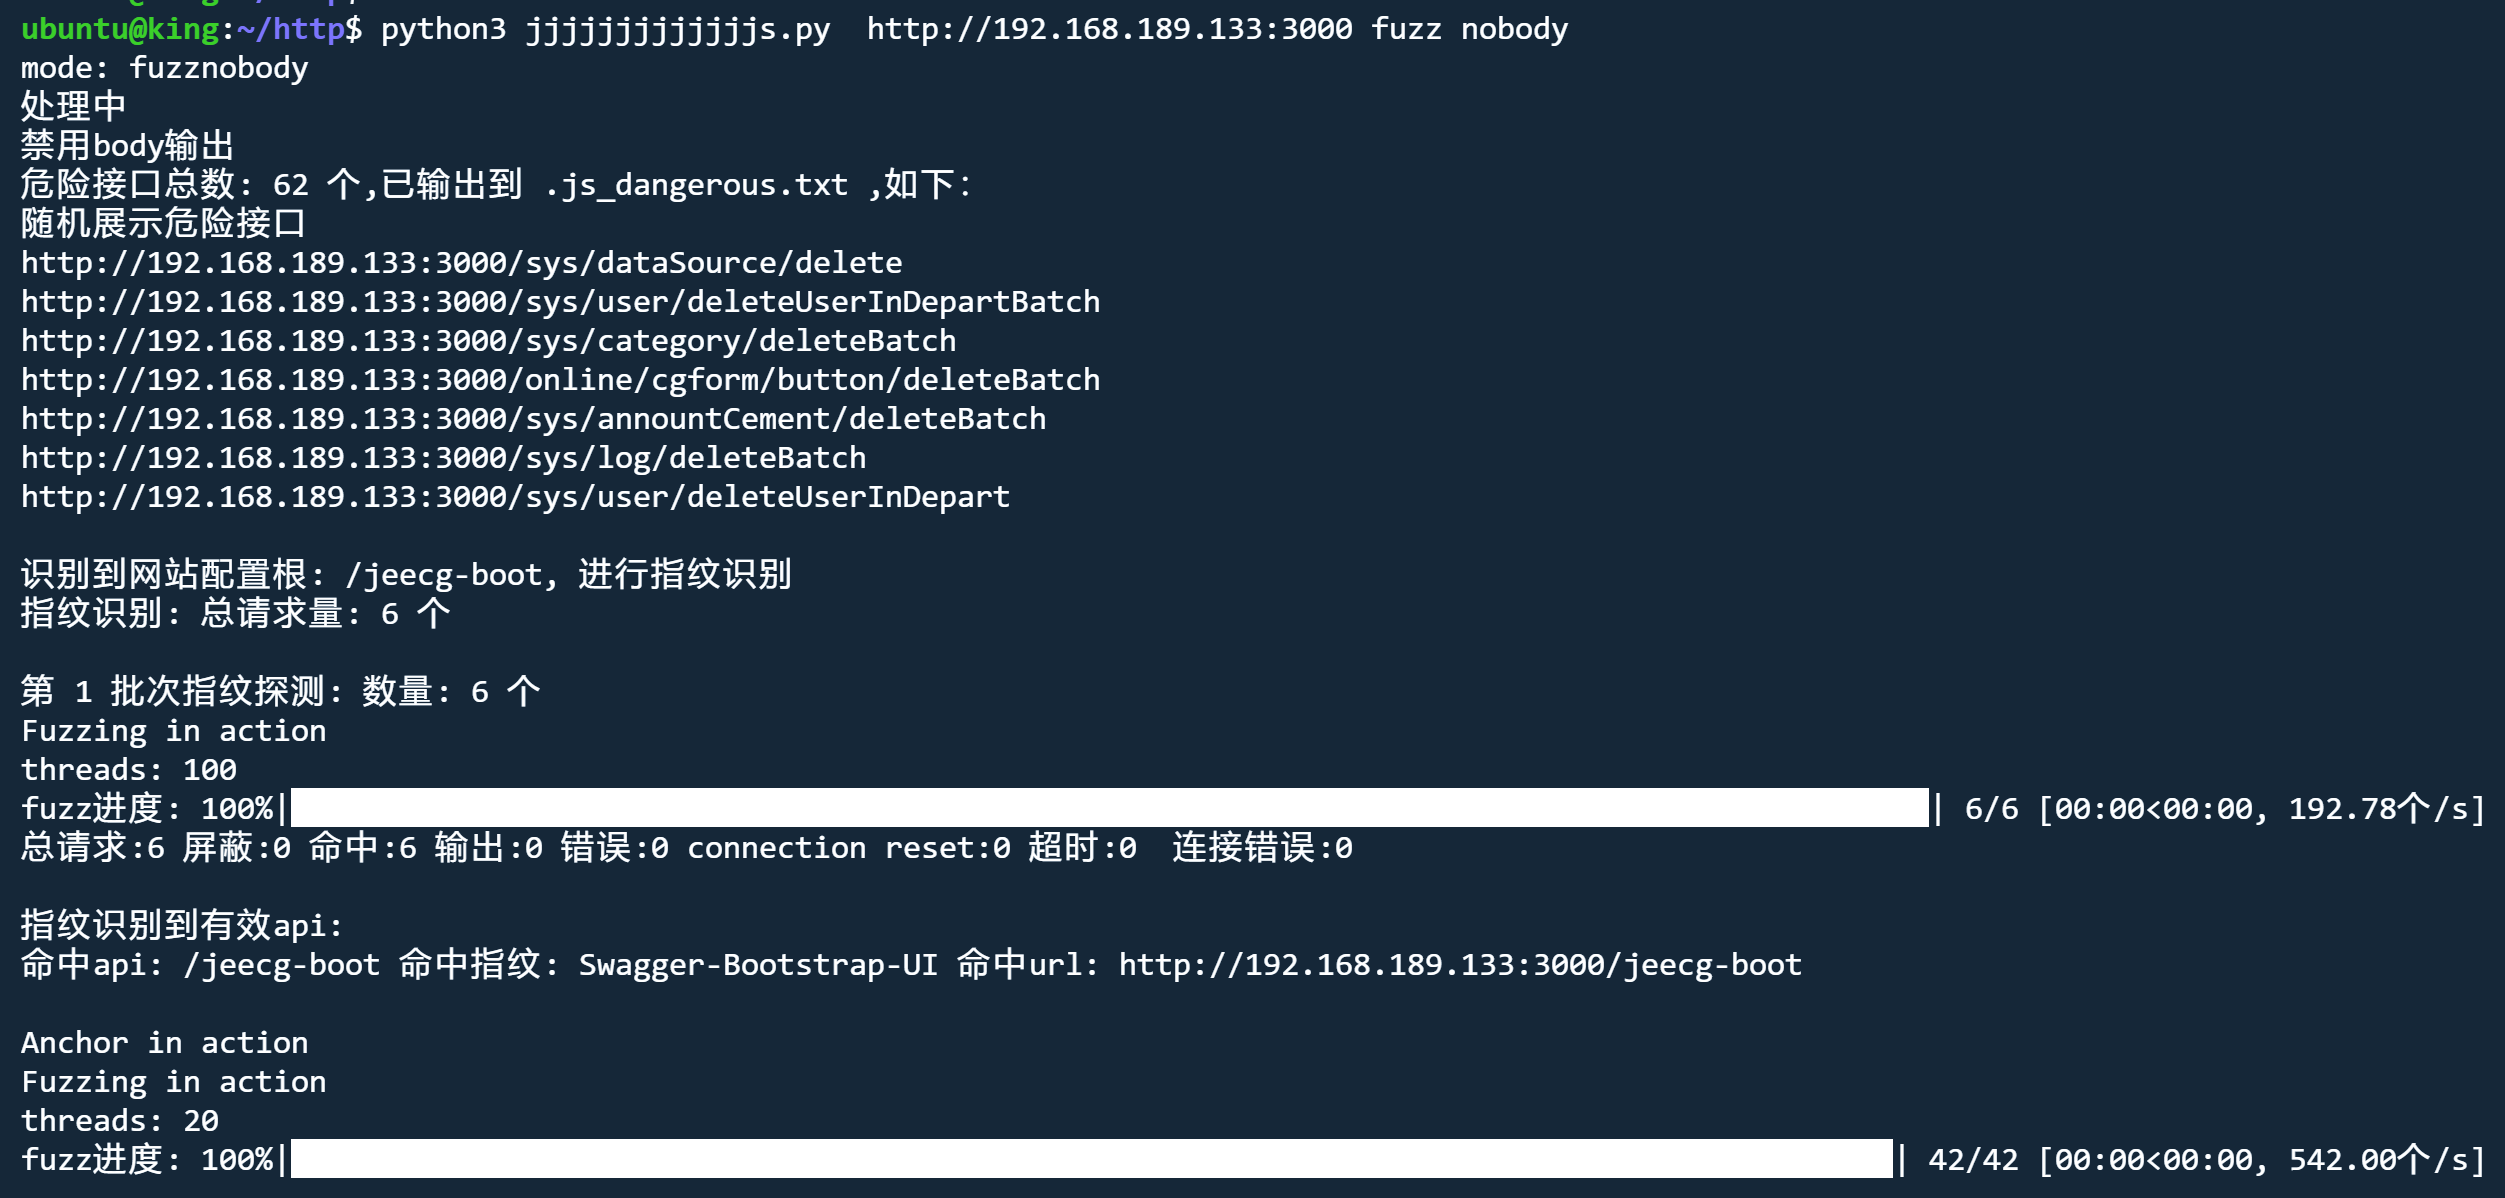 ubuntu@king:~/http$ python3 jjjjjjjjjjjjjs.py  http://192.168.189.133:3000 fuzz nobody
mode: fuzznobody
处理中
禁用body输出
危险接口总数: 62 个,已输出到 .js_dangerous.txt ,如下:
随机展示危险接口
http://192.168.189.133:3000/sys/dataSource/delete
http://192.168.189.133:3000/sys/user/deleteUserInDepartBatch
http://192.168.189.133:3000/sys/category/deleteBatch
http://192.168.189.133:3000/online/cgform/button/deleteBatch
http://192.168.189.133:3000/sys/annountCement/deleteBatch
http://192.168.189.133:3000/sys/log/deleteBatch
http://192.168.189.133:3000/sys/user/deleteUserInDepart
识别到网站配置根: /jeecg-boot, 进行指纹识别
指纹识别: 总请求量: 6 个
第 1 批次指纹探测: 数量: 6 个
Fuzzing in action
threads: 100
fuzz进度: 100%| | 6/6 [00:00<00:00, 192.78个/s]
总请求:6 屏蔽:0 命中:6 输出:0 错误:0 connection reset:0 超时:0  连接错误:0
指纹识别到有效api:
命中api: /jeecg-boot 命中指纹: Swagger-Bootstrap-UI 命中url: http://192.168.189.133:3000/jeecg-boot
Anchor in action
Fuzzing in action
threads: 20
fuzz进度: 100%| | 42/42 [00:00<00:00, 542.00个/s]